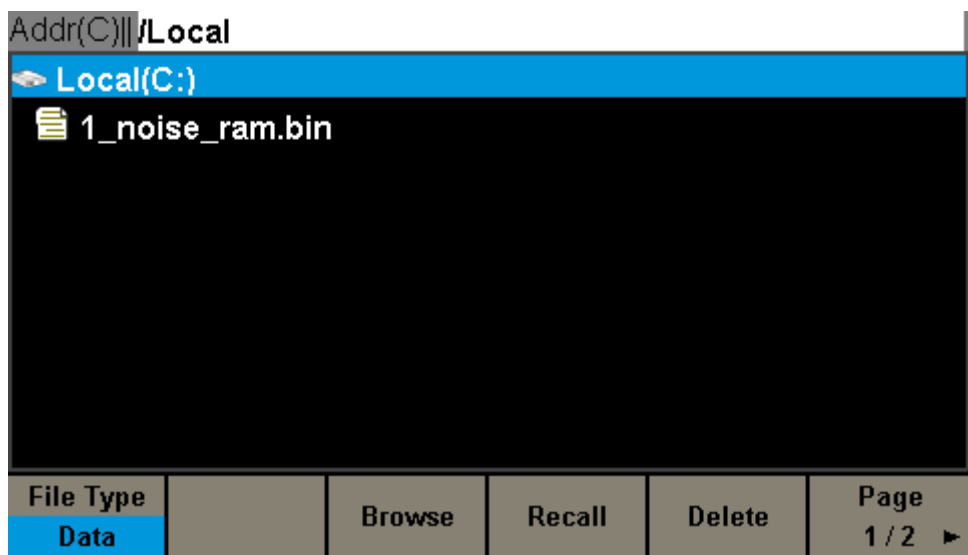 Addr(C)|| /Local
Local(C:)
1_noise_ram.bin
File Type
Data
Browse
Recall
Delete
Page
1 / 2 ►